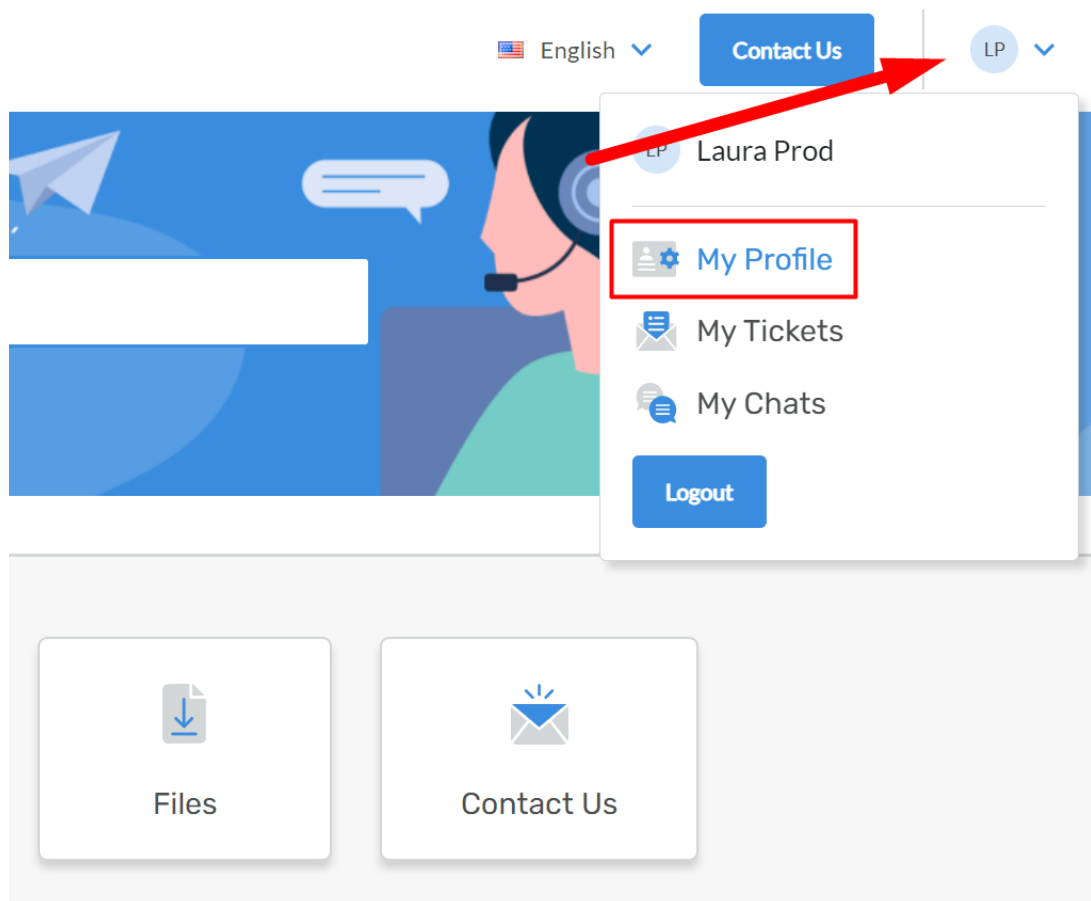 English
Contact Us
LP
LP
Laura Prod
My Profile
My Tickets
My Chats
Logout
Files
Contact Us